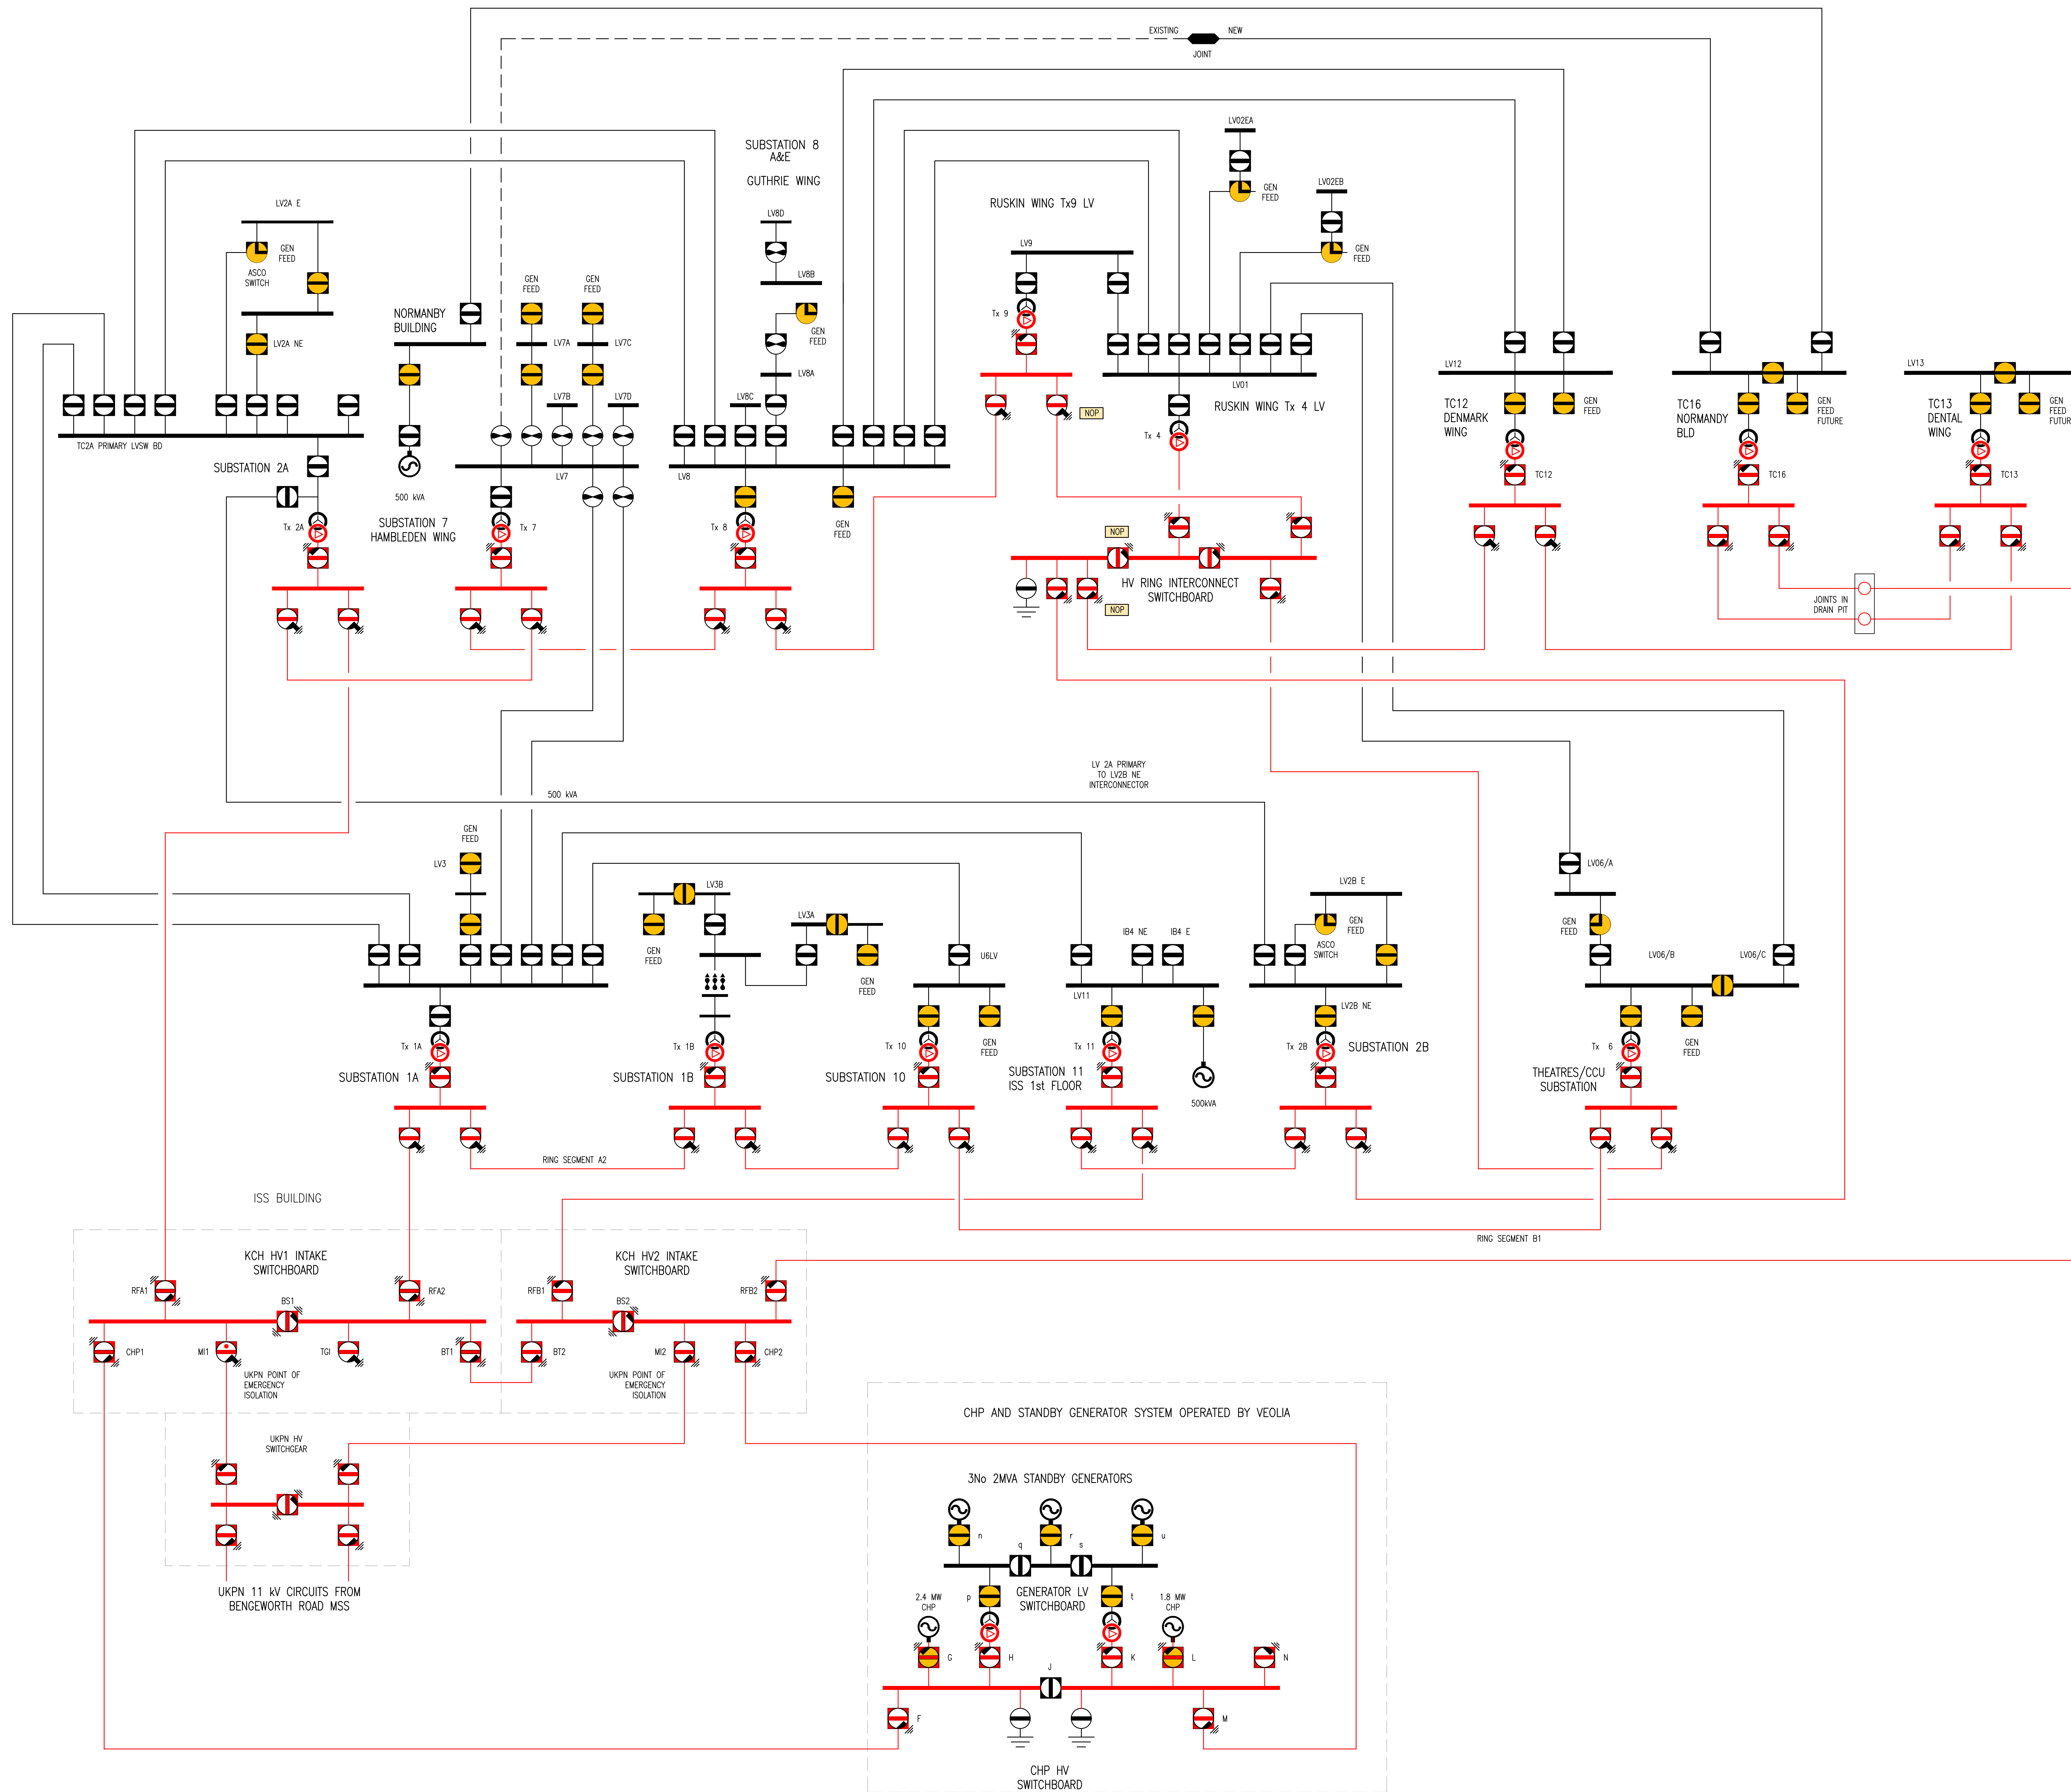 EXISTING
NEW
JOINT
SUBSTATION 8
A&E
GUTHRIE WING
LV02EA
GEN
FEED
LV02EB
GEN
FEED
RUSKIN WING Tx9 LV
LV2A E
GEN
FEED
ASCO
SWITCH
LV2A NE
LV8D
LV8B
GEN
FEED
LV8A
LV8C
LV9
Tx 9
NOP
LV01
RUSKIN WING Tx 4 LV
Tx 4
NORMANBY
BUILDING
500 kVA
GEN
FEED
GEN
FEED
LV7A
LV7C
LV7B
LV7D
LV7
TC2A PRIMARY LVSW BD
SUBSTATION 2A
Tx 2A
SUBSTATION 7
HAMBLEDEN WING
Tx 7
LV8
Tx 8
GEN
FEED
NOP
HV RING INTERCONNECT
SWITCHBOARD
NOP
LV12
TC12
DENMARK
WING
GEN
FEED
TC12
TC16
NORMANDY
BLD
GEN
FEED
FUTURE
TC16
LV13
TC13
DENTAL
WING
GEN
FEED
FUTUR
TC13
JOINTS IN
DRAIN PIT
LV 2A PRIMARY
TO LV2B NE
INTERCONNECTOR
500 kVA
GEN
FEED
LV3
LV3B
GEN
FEED
LV3A
GEN
FEED
U6LV
GEN
FEED
IB4 NE
IB4 E
LV11
LV2B E
GEN
FEED
ASCO
SWITCH
LV2B NE
LV06/A
GEN
FEED
LV06/B
LV06/C
GEN
FEED
Tx 1A
SUBSTATION 1A
Tx 1B
SUBSTATION 1B
Tx 10
SUBSTATION 10
Tx 11
SUBSTATION 11
ISS 1st FLOOR
500kVA
Tx 2B
SUBSTATION 2B
Tx 6
THEATRES/CCU
SUBSTATION
RING SEGMENT A2
RING SEGMENT B1
ISS BUILDING
KCH HV1 INTAKE
SWITCHBOARD
KCH HV2 INTAKE
SWITCHBOARD
RFA1
BS1
RFA2
RFB1
BS2
RFB2
CHP1
MI1
TGI
BT1
BT2
MI2
CHP2
UKPN POINT OF
EMERGENCY
ISOLATION
UKPN POINT OF
EMERGENCY
ISOLATION
UKPN HV
SWITCHGEAR
UKPN 11 kV CIRCUITS FROM
BENGEWORTH ROAD MSS
CHP AND STANDBY GENERATOR SYSTEM OPERATED BY VEOLIA
3No 2MVA STANDBY GENERATORS
n
r
u
q
s
p
GENERATOR LV
SWITCHBOARD
t
2.4 MW
CHP
1.8 MW
CHP
G
H
K
L
N
J
F
M
CHP HV
SWITCHBOARD